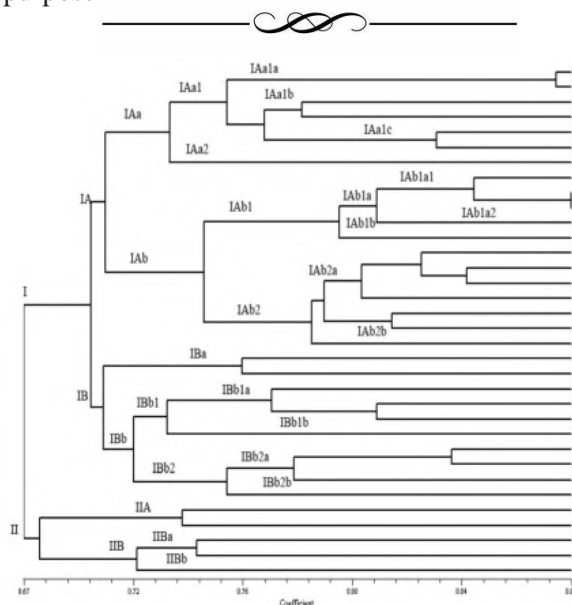 IAa1a
IAa1
IAa1b
IAa
IAa1c
IAa2
IAb1a1
IA
IAb1a
IAb1
IAb1a2
IAb1b
IAb
IAb2a
I
IAb2
IAb2b
IBa
IBb1a
IB
IBb1
IBb1b
IBb
IBb2a
IBb2
IBb2b
IIA
II
IIBa
IIB
IIBb
0.67 0.72 0.76 0.80 0.84
Coefficient